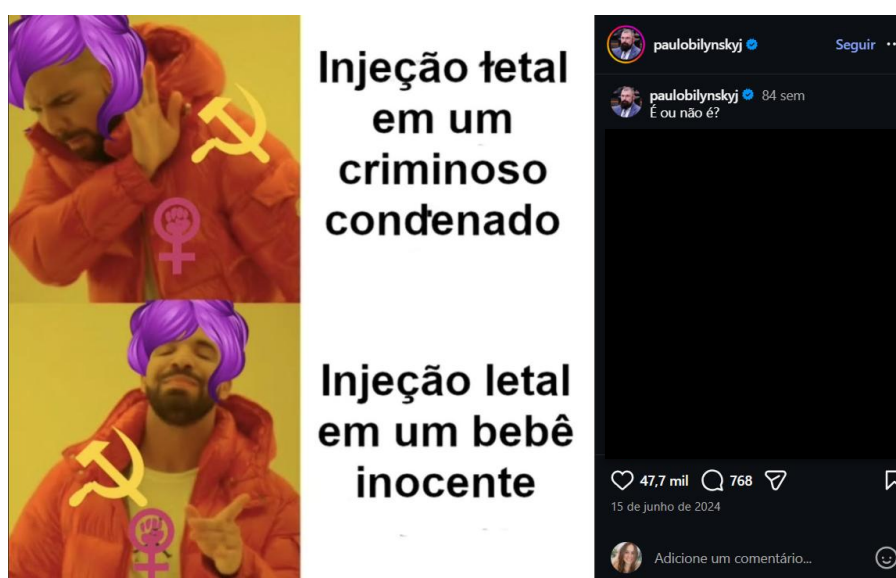 Injeção letal
em um
criminoso
condenado
Injeção letal
em um bebê
inocente
paulobilynskyj
Seguir
paulobilynskyj 84 sem
É ou não é?
47,7 mil 768
15 de junho de 2024
Adicione um comentário...